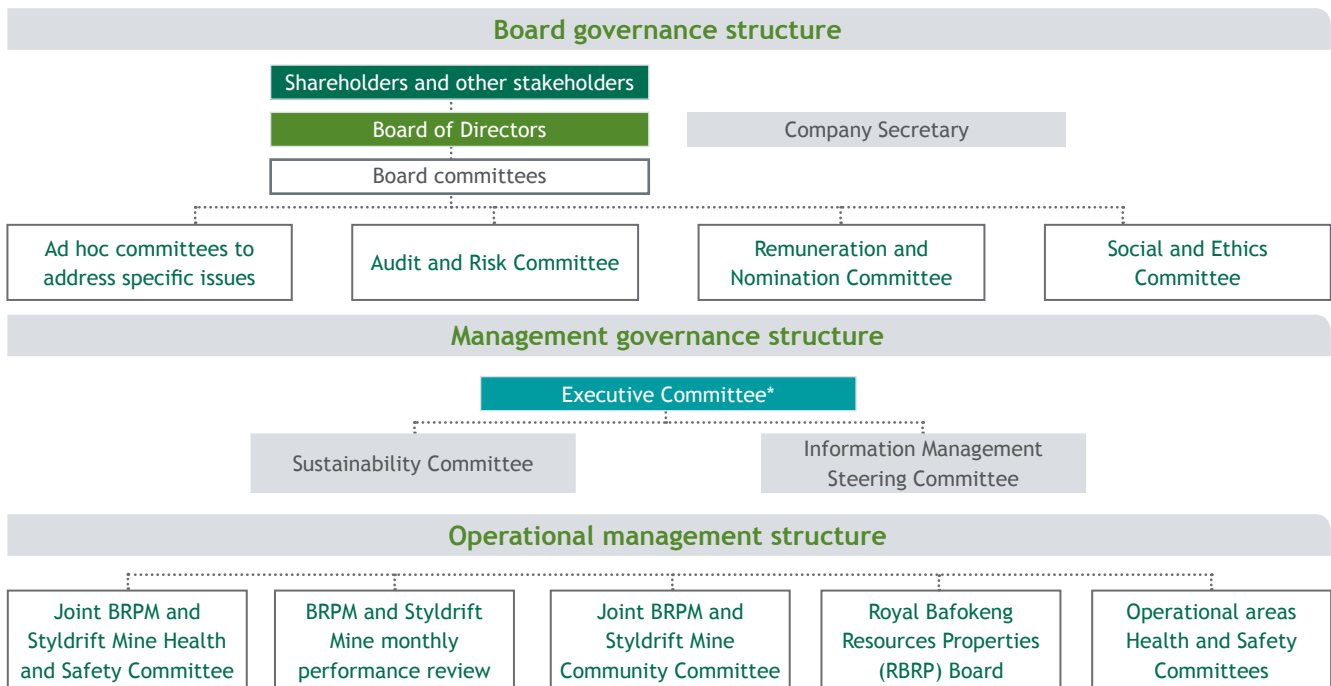 Board governance structure
Shareholders and other stakeholders
Board of Directors
Company Secretary
Board committees
Ad hoc committees to
address specific issues
Audit and Risk Committee
Remuneration and
Nomination Committee
Social and Ethics
Committee
Management governance structure
Executive Committee*
Sustainability Committee
Information Management
Steering Committee
Operational management structure
Joint BRPM and
Styldrift Mine Health
and Safety Committee
BRPM and Styldrift
Mine monthly
performance review
Joint BRPM and
Styldrift Mine
Community Committee
Royal Bafokeng
Resources Properties
(RBRP) Board
Operational areas
Health and Safety
Committees